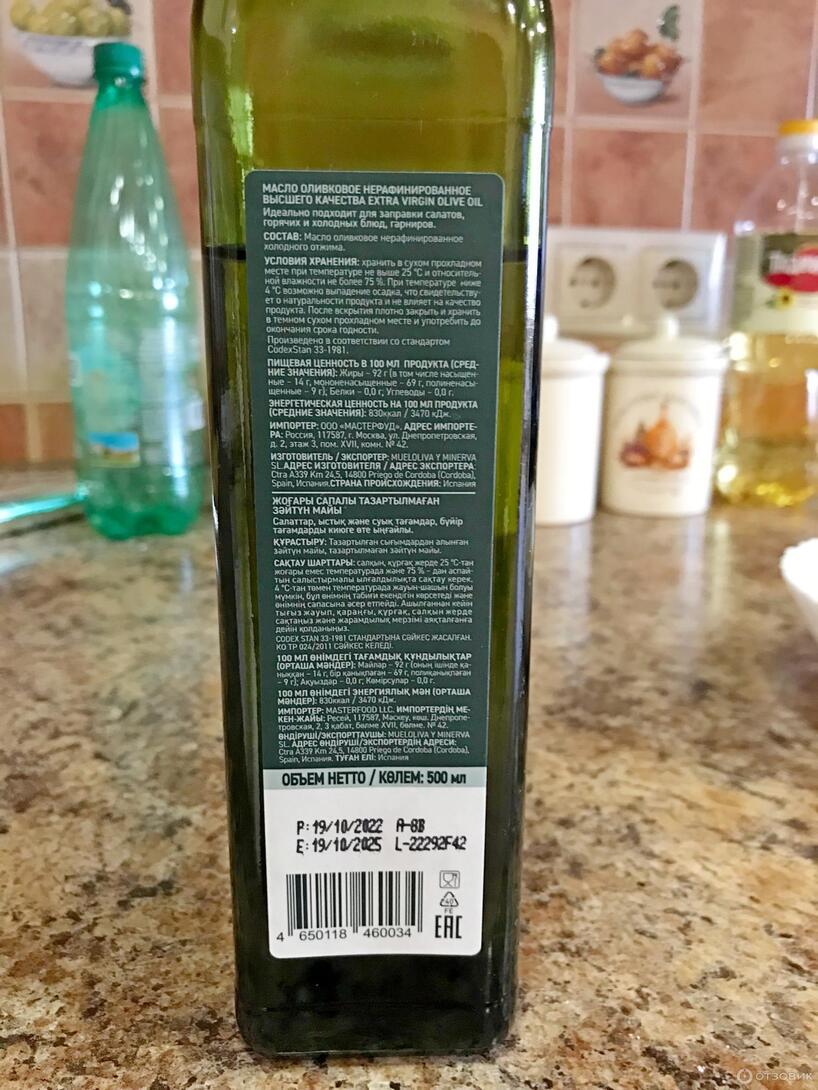 МАСЛО ОЛИВКОВОЕ НЕРАФИНИРОВАННОЕ
ВЫСШЕГО КАЧЕСТВА EXTRA VIRGIN OLIVE OIL
Идеально подходит для заправки салатов,
горячих и холодных блюд, гарниров.
СОСТАВ: Масло оливковое нерафинированное
холодного отжима.
УСЛОВИЯ ХРАНЕНИЯ: хранить в сухом прохладном
месте при температуре не выше 25 °С и относитель-
ной влажности не более 75 %. При температуре ниже
4 °С возможно выпадение осадка, что свидетельству-
ет о натуральности продукта и не влияет на качество
продукта. После вскрытия плотно закрыть и хранить
в темном сухом прохладном месте и употребить до
окончания срока годности.
Произведено в соответствии со стандартом
CodexStan 33-1981.
ПИЩЕВАЯ ЦЕННОСТЬ В 100 МЛ ПРОДУКТА (СРЕД-
НИЕ ЗНАЧЕНИЯ): Жиры – 92 г (в том числе насыщен-
ные – 14 г, мононенасыщенные – 69 г, полиненасы-
щенные – 9 г); Белки – 0,0 г; Углеводы – 0,0 г.
ЭНЕРГЕТИЧЕСКАЯ ЦЕННОСТЬ НА 100 МЛ ПРОДУКТА
(СРЕДНИЕ ЗНАЧЕНИЯ): 830ккал / 3470 кДж.
ИМПОРТЕР: ООО «МАСТЕРФУД». АДРЕС ИМПОРТЕ-
РА: Россия, 117587, г. Москва, ул. Днепропетровская,
д. 2, этаж 3, пом. XVII, комн. № 42.
ИЗГОТОВИТЕЛЬ / ЭКСПОРТЕР: MUELOLIVA Y MINERVA
SL. АДРЕС ИЗГОТОВИТЕЛЯ / АДРЕС ЭКСПОРТЕРА:
Ctra A339 Km 24,5, 14800 Priego de Cordoba (Cordoba),
Spain, Испания. СТРАНА ПРОИСХОЖДЕНИЯ: Испания
ЖОҒАРЫ САПАЛЫ ТАЗАРТЫЛМАҒАН
ЗӘЙТҮН МАЙЫ
Салаттар, ыстық және суық тағамдар, бүйір
тағамдарды киюге өте ыңғайлы.
ҚҰРАСТЫРУ: Тазартылған сығымдардан алынған
зәйтүн майы, тазартылмаған зәйтүн майы.
САҚТАУ ШАРТТАРЫ: салқын, құрғақ жерде 25 °С-тан
жоғары емес температурада және 75 % – дан аспай-
тын салыстырмалы ылғалдылықта сақтау керек.
4 °С-тан төмен температурада жауын-шашын болуы
мүмкін, бұл өнімнің табиғи екендігін көрсетеді және
өнімнің сапасына әсер етпейді. Ашылғаннан кейін
тығыз жауып, қараңғы, құрғақ, салқын жерде
сақтаңыз және жарамдылық мерзімі аяқталғанға
дейін қолданыңыз.
CODEX STAN 33-1981 СТАНДАРТЫНА СӘЙКЕС ЖАСАЛҒАН.
КО ТР 024/2011 СӘЙКЕС КЕЛЕДІ.
100 МЛ ӨНІМДЕГІ ТАҒАМДЫҚ ҚҰНДЫЛЫҚТАР
(ОРТАША МӘНДЕР): Майлар – 92 г (оның ішінде қа-
ныққан – 14 г, бір қанықпаған – 69 г, полиқанықпаған
– 9 г); Ақуыздар – 0,0 г; Көмірсулар – 0,0 г.
100 МЛ ӨНІМДЕГІ ЭНЕРГИЯЛЫҚ МӘН (ОРТАША
МӘНДЕР): 830ккал / 3470 кДж.
ИМПОРТЕР: MASTERFOOD LLC. ИМПОРТЕРДІҢ МЕ-
КЕН-ЖАЙЫ: Ресей, 117587, Мәскеу, көш. Днепропе-
тровская, 2, 3 қабат, бөлме XVII, бөлме. № 42.
ӨНДІРУШІ/ЭКСПОРТТАУШЫ: MUELOLIVA Y MINERVA
SL. АДРЕС ӨНДІРУШІ/ЭКСПОРТЕРДІҢ АДРЕСИ:
Ctra A339 Km 24,5, 14800 Priego de Cordoba (Cordoba),
Spain, Испания. ТУҒАН ЕЛІ: Испания
ОБЪЕМ НЕТТО / КӨЛЕМ: 500 мл
P: 19/10/2022 A-8B
E: 19/10/2025 L-22292F42
40
FE
EAC
4 650118 460034
ОТЗОВИК